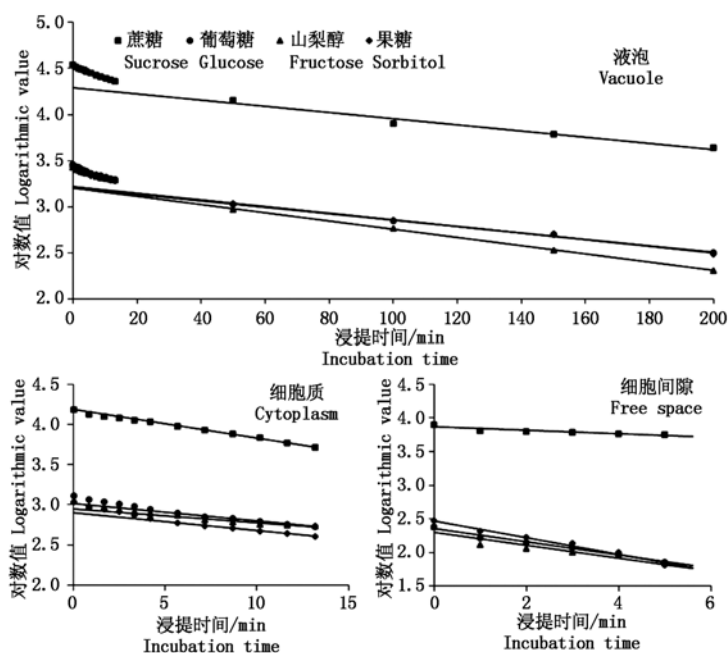 ■蔗糖 ●葡萄糖 ▲山梨醇 ◆果糖
Sucrose Glucose Fructose Sorbitol
液泡
Vacuole
对数值 Logarithmic value
5.0
4.5
4.0
3.5
3.0
2.5
2.0
0 20 40 60 80 100 120 140 160 180 200
浸提时间/min
Incubation time
细胞质
Cytoplasm
对数值 Logarithmic value
4.5
4.0
3.5
3.0
2.5
2.0
0 5 10 15
浸提时间/min
Incubation time
细胞间隙
Free space
对数值 Logarithmic value
4.5
4.0
3.5
3.0
2.5
2.0
1.5
0 2 4 6
浸提时间/min
Incubation time